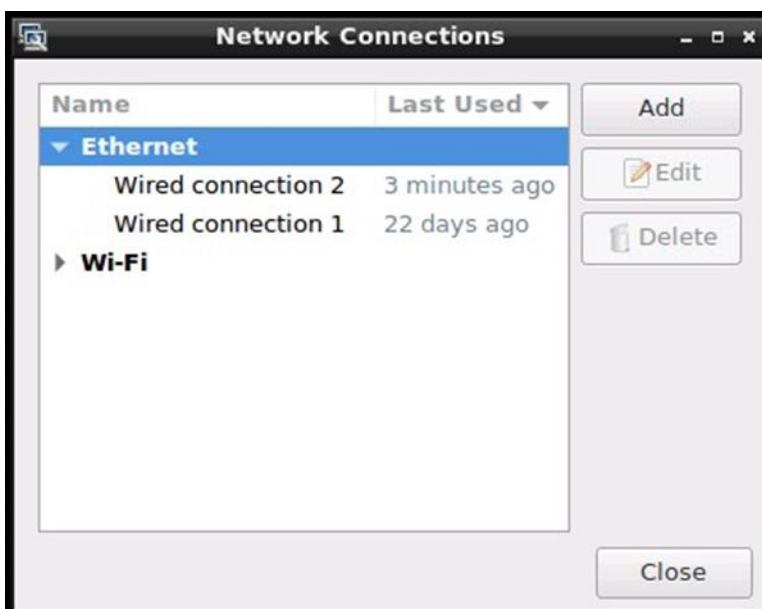 Network Connections
Name Last Used
Add
Ethernet
Edit
Wired connection 2 3 minutes ago
Wired connection 1 22 days ago
Delete
Wi-Fi
Close